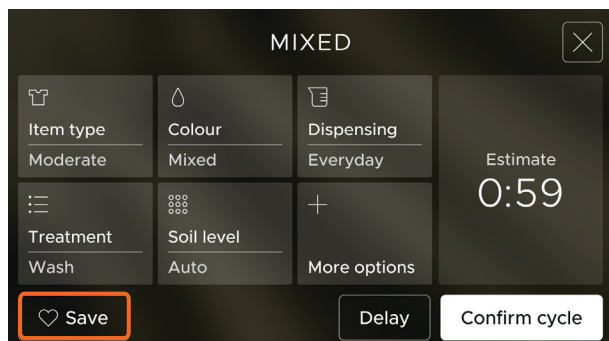 MIXED
Item type
Moderate
Colour
Mixed
Dispensing
Everyday
Estimate
0:59
Treatment
Wash
Soil level
Auto
More options
Save
Delay
Confirm cycle